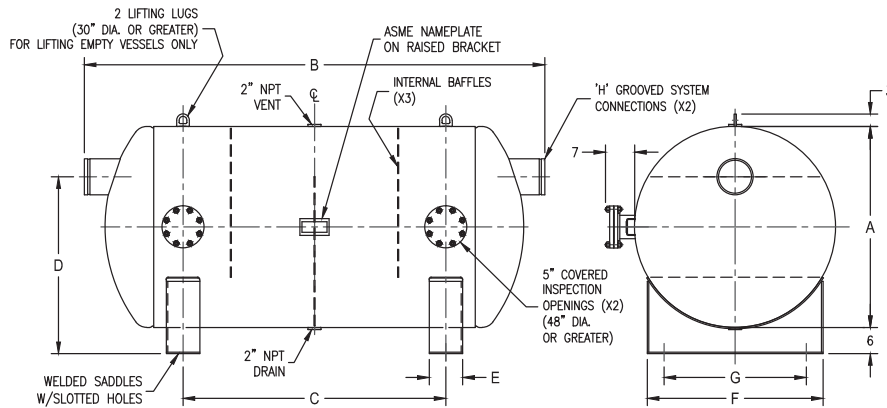 2 LIFTING LUGS
(30" DIA. OR GREATER)
FOR LIFTING EMPTY VESSELS ONLY
B
2" NPT
VENT
℄
ASME NAMEPLATE
ON RAISED BRACKET
INTERNAL BAFFLES
(X3)
'H' GROOVED SYSTEM
CONNECTIONS (X2)
7
A
D
5" COVERED
INSPECTION
OPENINGS (X2)
(48" DIA.
OR GREATER)
6
WELDED SADDLES
W/SLOTTED HOLES
2" NPT
DRAIN
E
C
G
F